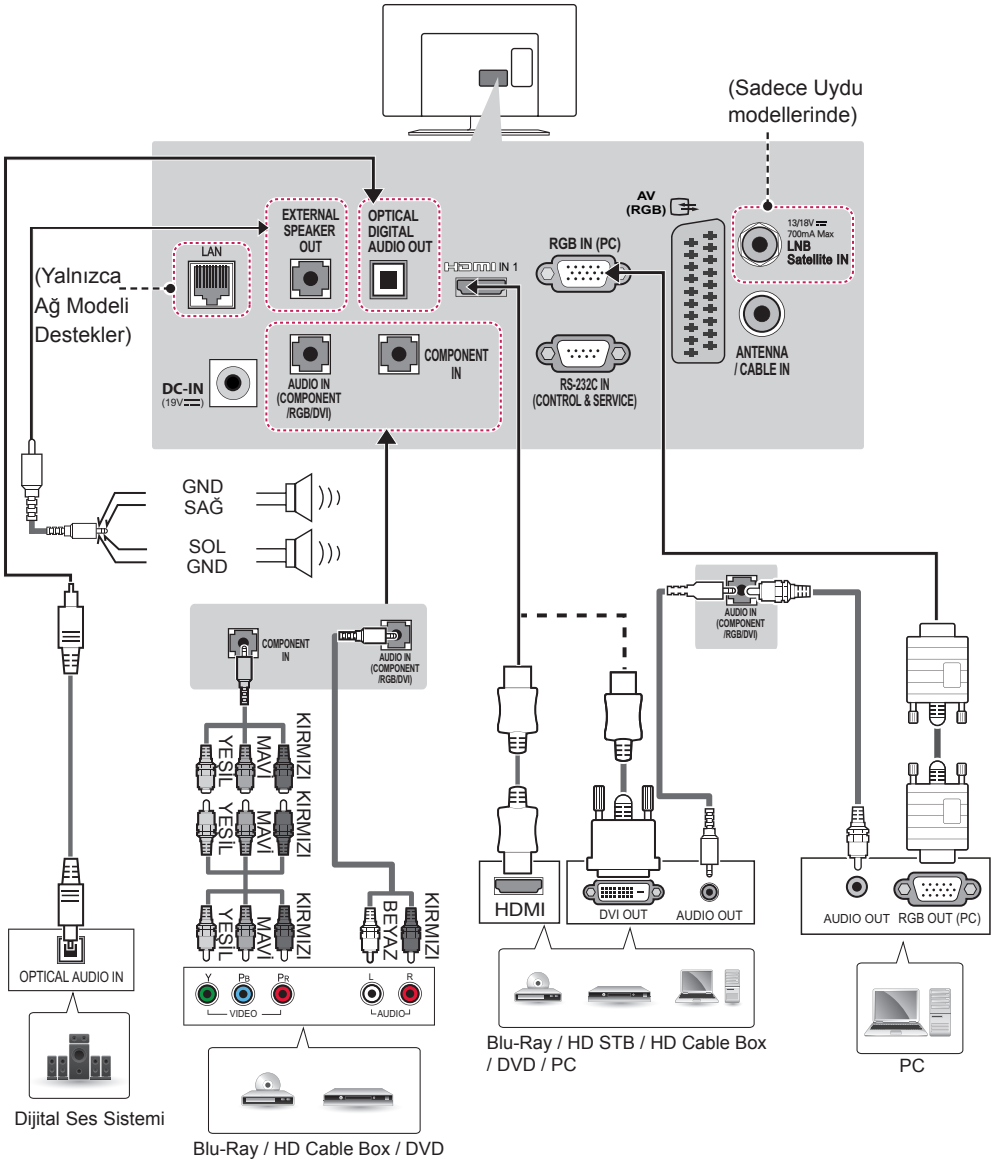 (Sadece Uydu
modellerinde)
EXTERNAL
SPEAKER
OUT
OPTICAL
DIGITAL
AUDIO OUT
AV
(RGB)
13/18V
700mA Max
LNB
Satellite IN
LAN
HDMI IN 1
RGB IN (PC)
(Yalnızca
Ağ Modeli
Destekler)
DC-IN
(19V)
AUDIO IN
(COMPONENT
/RGB/DVI)
COMPONENT
IN
RS-232C IN
(CONTROL & SERVICE)
ANTENNA
/ CABLE IN
GND
SAĞ
SOL
GND
COMPONENT
IN
AUDIO IN
(COMPONENT
/RGB/DVI)
AUDIO IN
(COMPONENT
/RGB/DVI)
YEŞİL
MAVİ
KIRMIZI
YEŞİL
MAVİ
KIRMIZI
YEŞİL
MAVİ
KIRMIZI
BEYAZ
KIRMIZI
HDMI
DVI OUT
AUDIO OUT
AUDIO OUT
RGB OUT (PC)
OPTICAL AUDIO IN
Y
PB
PR
L
R
VIDEO
AUDIO
Blu-Ray / HD STB / HD Cable Box
/ DVD / PC
PC
Dijital Ses Sistemi
Blu-Ray / HD Cable Box / DVD